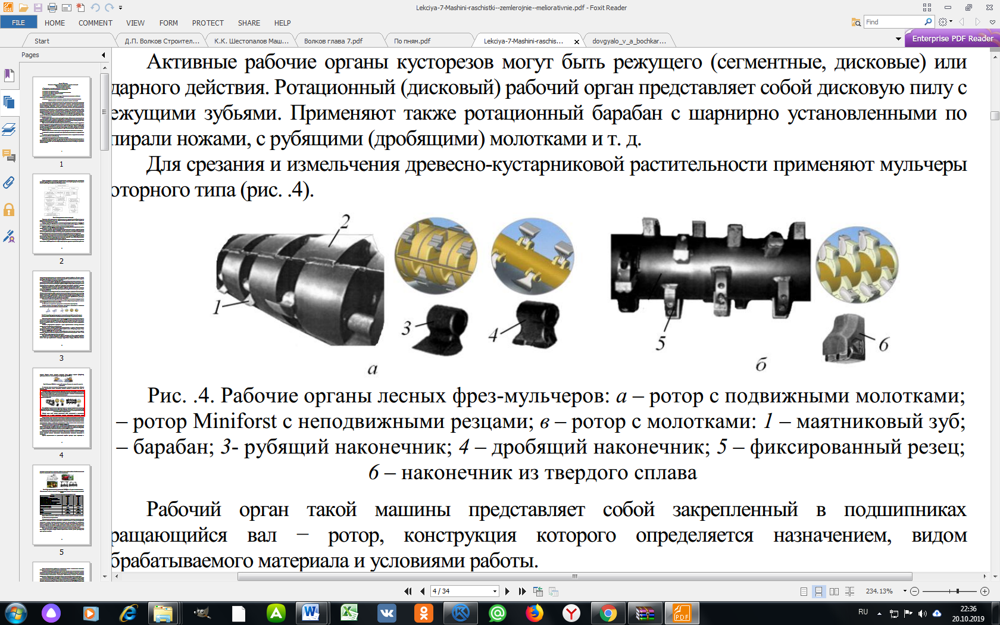 Lekciya-7-Mashini-raschistki--zemlerojnie--meliorativnie.pdf - Foxit Reader
FILE HOME COMMENT VIEW FORM PROTECT SHARE HELP
Find
Start Д.П. Волков Строител... К.К. Шестопалов Маш... Волков глава 7.pdf По пням.pdf Lekciya-7-Mashini-raschis... dovgyalo_v_a_bochkar...
Enterprise PDF Reader
Pages
1
2
3
4
5
Активные рабочие органы кусторезов могут быть режущего (сегментные, дисковые) или
дарного действия. Ротационный (дисковый) рабочий орган представляет собой дисковую пилу с
ежущими зубьями. Применяют также ротационный барабан с шарнирно установленными по
пирали ножами, с рубящими (дробящими) молотками и т. д.
Для срезания и измельчения древесно-кустарниковой растительности применяют мульчеры
оторного типа (рис. .4).
2
1
3
4
5
6
а
б
Рис. .4. Рабочие органы лесных фрез-мульчеров: а – ротор с подвижными молотками;
– ротор Miniforst с неподвижными резцами; в – ротор с молотками: 1 – маятниковый зуб;
– барабан; 3- рубящий наконечник; 4 – дробящий наконечник; 5 – фиксированный резец;
6 – наконечник из твердого сплава
Рабочий орган такой машины представляет собой закрепленный в подшипниках
ращающийся вал − ротор, конструкция которого определяется назначением, видом
брабатываемого материала и условиями работы.
4 / 34
234.13%
RU
22:36
20.10.2019